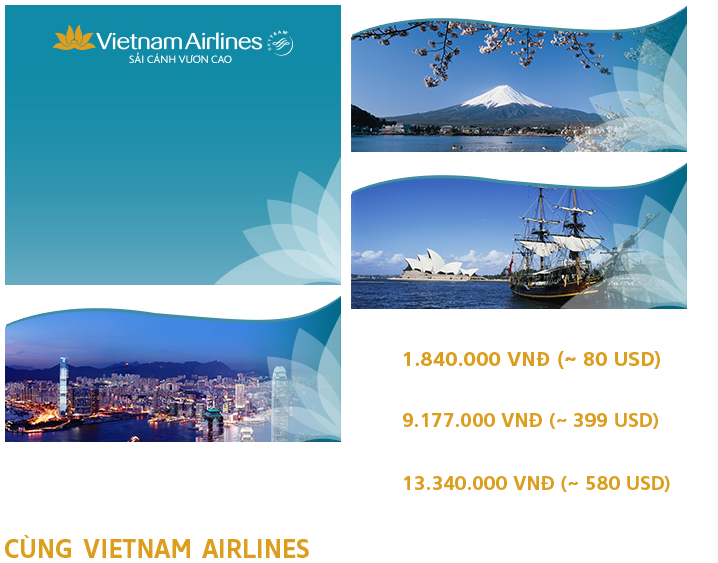 Vietnam Airlines
SKYTEAM
SẢI CÁNH VƯƠN CAO
1.840.000 VNĐ (~ 80 USD)
9.177.000 VNĐ (~ 399 USD)
13.340.000 VNĐ (~ 580 USD)
CÙNG VIETNAM AIRLINES